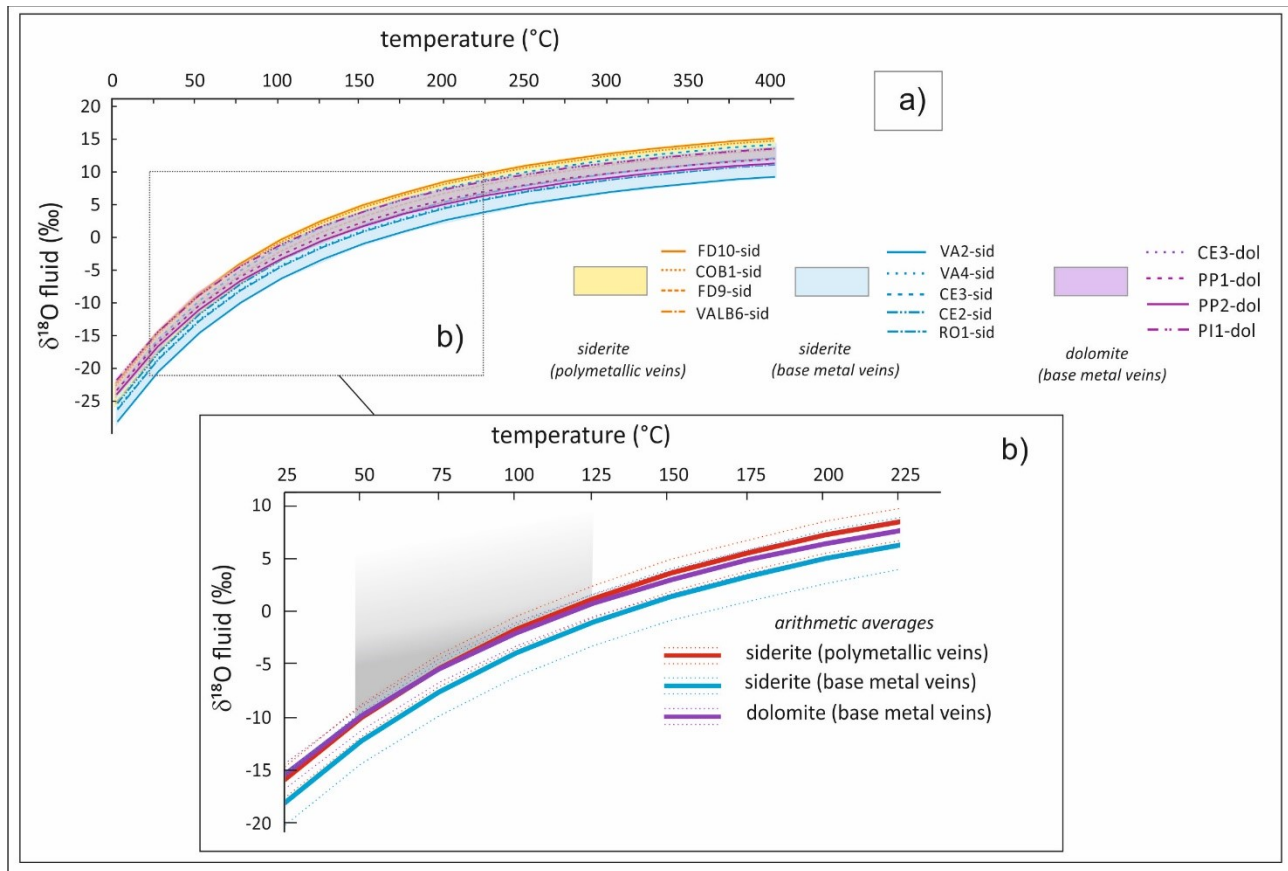 temperature (°C)
0 50 100 150 200 250 300 350 400
a)
20
15
10
5
0
-5
-10
-15
-20
-25
δ¹⁸O fluid (‰)
b)
FD10-sid
COB1-sid
FD9-sid
VALB6-sid
siderite
(polymetallic veins)
VA2-sid
VA4-sid
CE3-sid
CE2-sid
RO1-sid
siderite
(base metal veins)
CE3-dol
PP1-dol
PP2-dol
PI1-dol
dolomite
(base metal veins)
temperature (°C)
b)
25 50 75 100 125 150 175 200 225
10
5
0
-5
-10
-15
-20
δ¹⁸O fluid (‰)
arithmetic averages
siderite (polymetallic veins)
siderite (base metal veins)
dolomite (base metal veins)